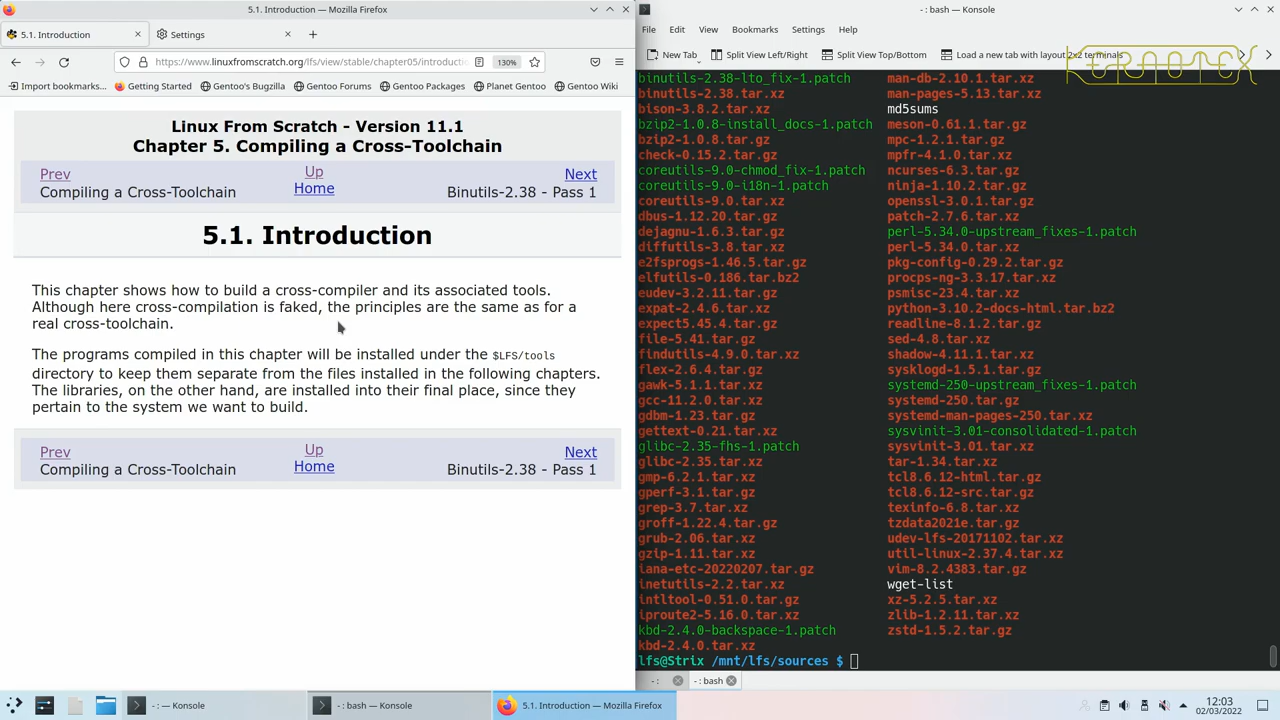 5.1. Introduction — Mozilla Firefox
5.1. Introduction
Settings
https://www.linuxfromscratch.org/lfs/view/stable/chapter05/introductio
130%
Import bookmarks...
Getting Started
Gentoo's Bugzilla
Gentoo Forums
Gentoo Packages
Planet Gentoo
Gentoo Wiki
Linux From Scratch - Version 11.1
Chapter 5. Compiling a Cross-Toolchain
Prev
Up
Next
Compiling a Cross-Toolchain
Home
Binutils-2.38 - Pass 1
5.1. Introduction
This chapter shows how to build a cross-compiler and its associated tools.
Although here cross-compilation is faked, the principles are the same as for a
real cross-toolchain.
The programs compiled in this chapter will be installed under the $LFS/tools
directory to keep them separate from the files installed in the following chapters.
The libraries, on the other hand, are installed into their final place, since they
pertain to the system we want to build.
Prev
Up
Next
Compiling a Cross-Toolchain
Home
Binutils-2.38 - Pass 1
- : bash — Konsole
File Edit View Bookmarks Settings Help
New Tab
Split View Left/Right
Split View Top/Bottom
Load a new tab with layout 2x2 terminals
KERNOTEX
binutils-2.38-lto_fix-1.patch man-db-2.10.1.tar.xz
binutils-2.38.tar.xz man-pages-5.13.tar.xz
bison-3.8.2.tar.xz md5sums
bzip2-1.0.8-install_docs-1.patch meson-0.61.1.tar.gz
bzip2-1.0.8.tar.gz mpc-1.2.1.tar.gz
check-0.15.2.tar.gz mpfr-4.1.0.tar.xz
coreutils-9.0-chmod_fix-1.patch ncurses-6.3.tar.gz
coreutils-9.0-i18n-1.patch ninja-1.10.2.tar.gz
coreutils-9.0.tar.xz openssl-3.0.1.tar.gz
dbus-1.12.20.tar.gz patch-2.7.6.tar.xz
dejagnu-1.6.3.tar.gz perl-5.34.0-upstream_fixes-1.patch
diffutils-3.8.tar.xz perl-5.34.0.tar.xz
e2fsprogs-1.46.5.tar.gz pkg-config-0.29.2.tar.gz
elfutils-0.186.tar.bz2 procps-ng-3.3.17.tar.xz
eudev-3.2.11.tar.gz psmisc-23.4.tar.xz
expat-2.4.6.tar.xz python-3.10.2-docs-html.tar.bz2
expect5.45.4.tar.gz readline-8.1.2.tar.gz
file-5.41.tar.gz sed-4.8.tar.xz
findutils-4.9.0.tar.xz shadow-4.11.1.tar.xz
flex-2.6.4.tar.gz sysklogd-1.5.1.tar.gz
gawk-5.1.1.tar.xz systemd-250-upstream_fixes-1.patch
gcc-11.2.0.tar.xz systemd-250.tar.gz
gdbm-1.23.tar.gz systemd-man-pages-250.tar.xz
gettext-0.21.tar.xz sysvinit-3.01-consolidated-1.patch
glibc-2.35-fhs-1.patch sysvinit-3.01.tar.xz
glibc-2.35.tar.xz tar-1.34.tar.xz
gmp-6.2.1.tar.xz tcl8.6.12-html.tar.gz
gperf-3.1.tar.gz tcl8.6.12-src.tar.gz
grep-3.7.tar.xz texinfo-6.8.tar.xz
groff-1.22.4.tar.gz tzdata2021e.tar.gz
grub-2.06.tar.xz udev-lfs-20171102.tar.xz
gzip-1.11.tar.xz util-linux-2.37.4.tar.xz
iana-etc-20220207.tar.gz vim-8.2.4383.tar.gz
inetutils-2.2.tar.xz wget-list
intltool-0.51.0.tar.gz xz-5.2.5.tar.xz
iproute2-5.16.0.tar.xz zlib-1.2.11.tar.xz
kbd-2.4.0-backspace-1.patch zstd-1.5.2.tar.gz
kbd-2.4.0.tar.xz
lfs@Strix /mnt/lfs/sources $
- :
- : bash
- : — Konsole
- : bash — Konsole
5.1. Introduction — Mozilla Firefox
12:03
02/03/2022